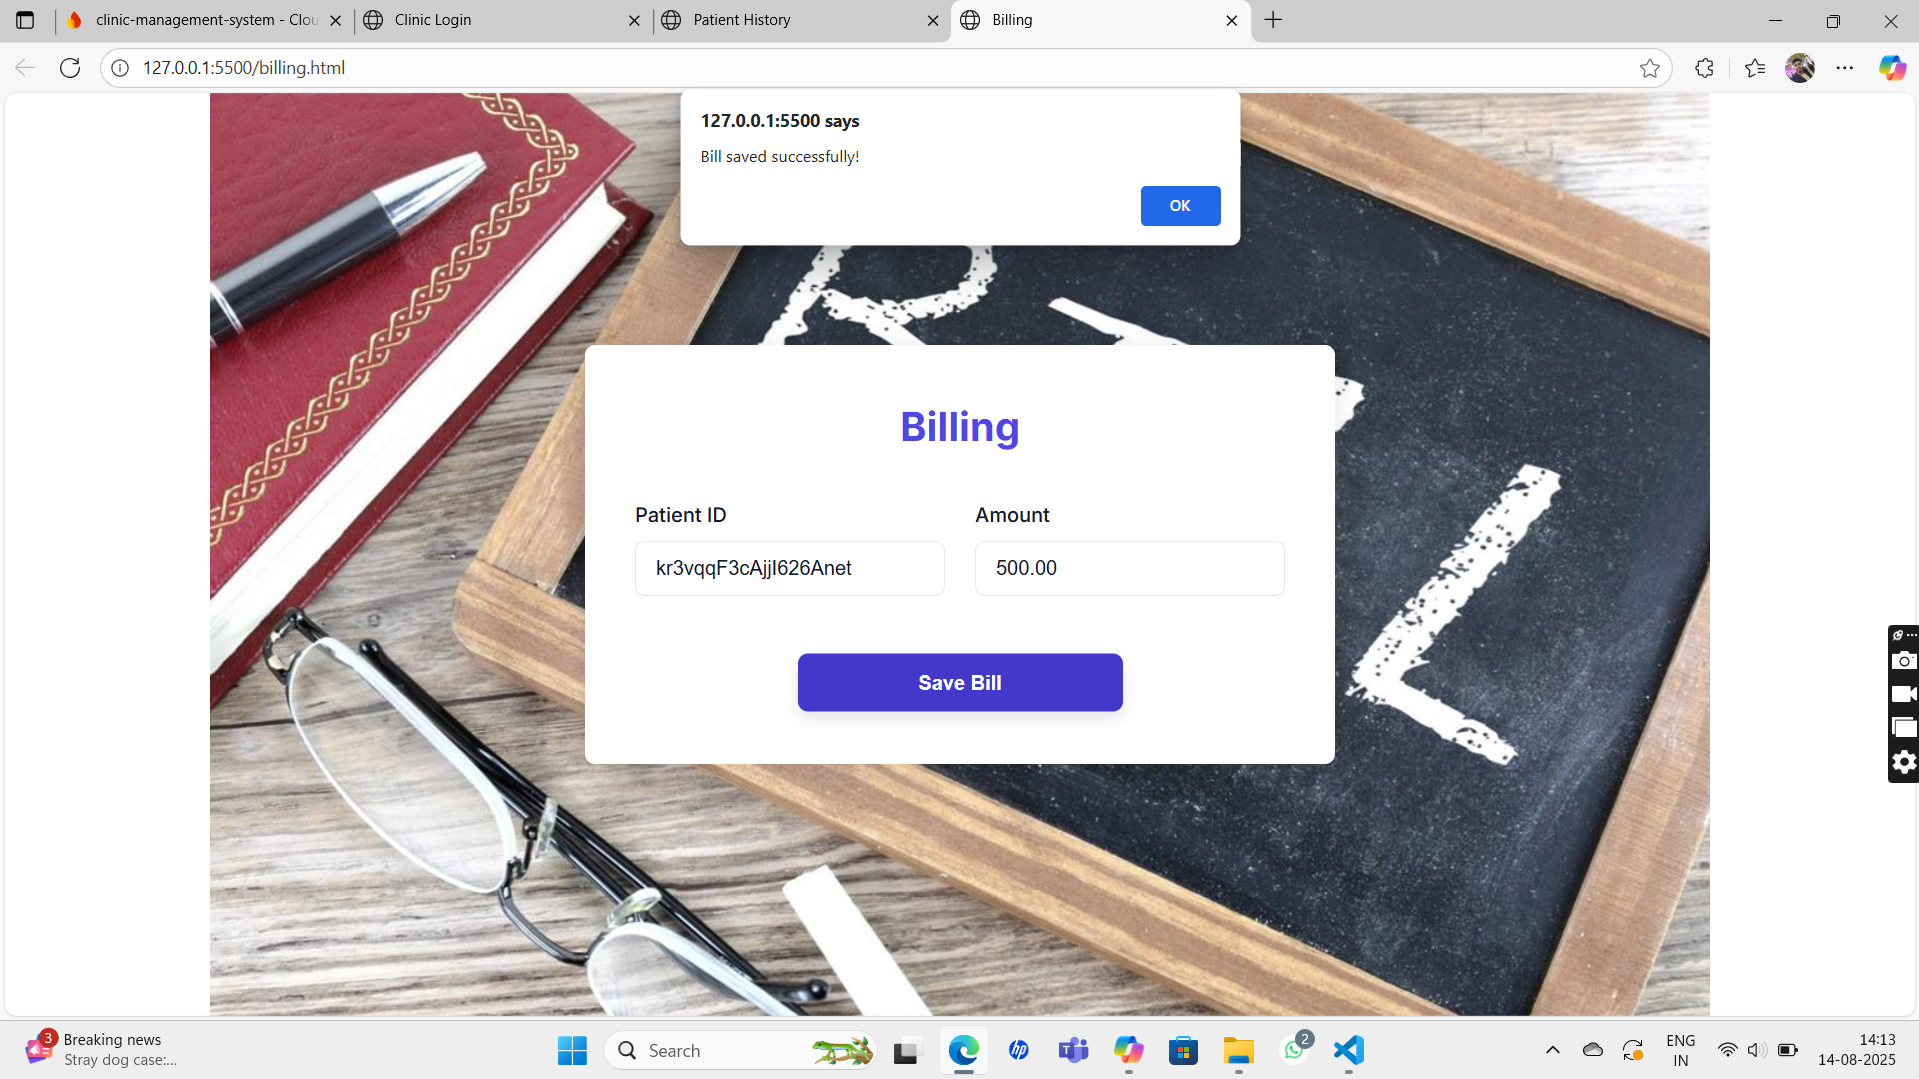 clinic-management-system - Clou
Clinic Login
Patient History
Billing
127.0.0.1:5500/billing.html
127.0.0.1:5500 says
Bill saved successfully!
OK
Billing
Patient ID
Amount
kr3vqqF3cAjjI626Anet
500.00
Save Bill
3
Breaking news
Stray dog case:...
Search
hp
2
ENG
IN
14:13
14-08-2025